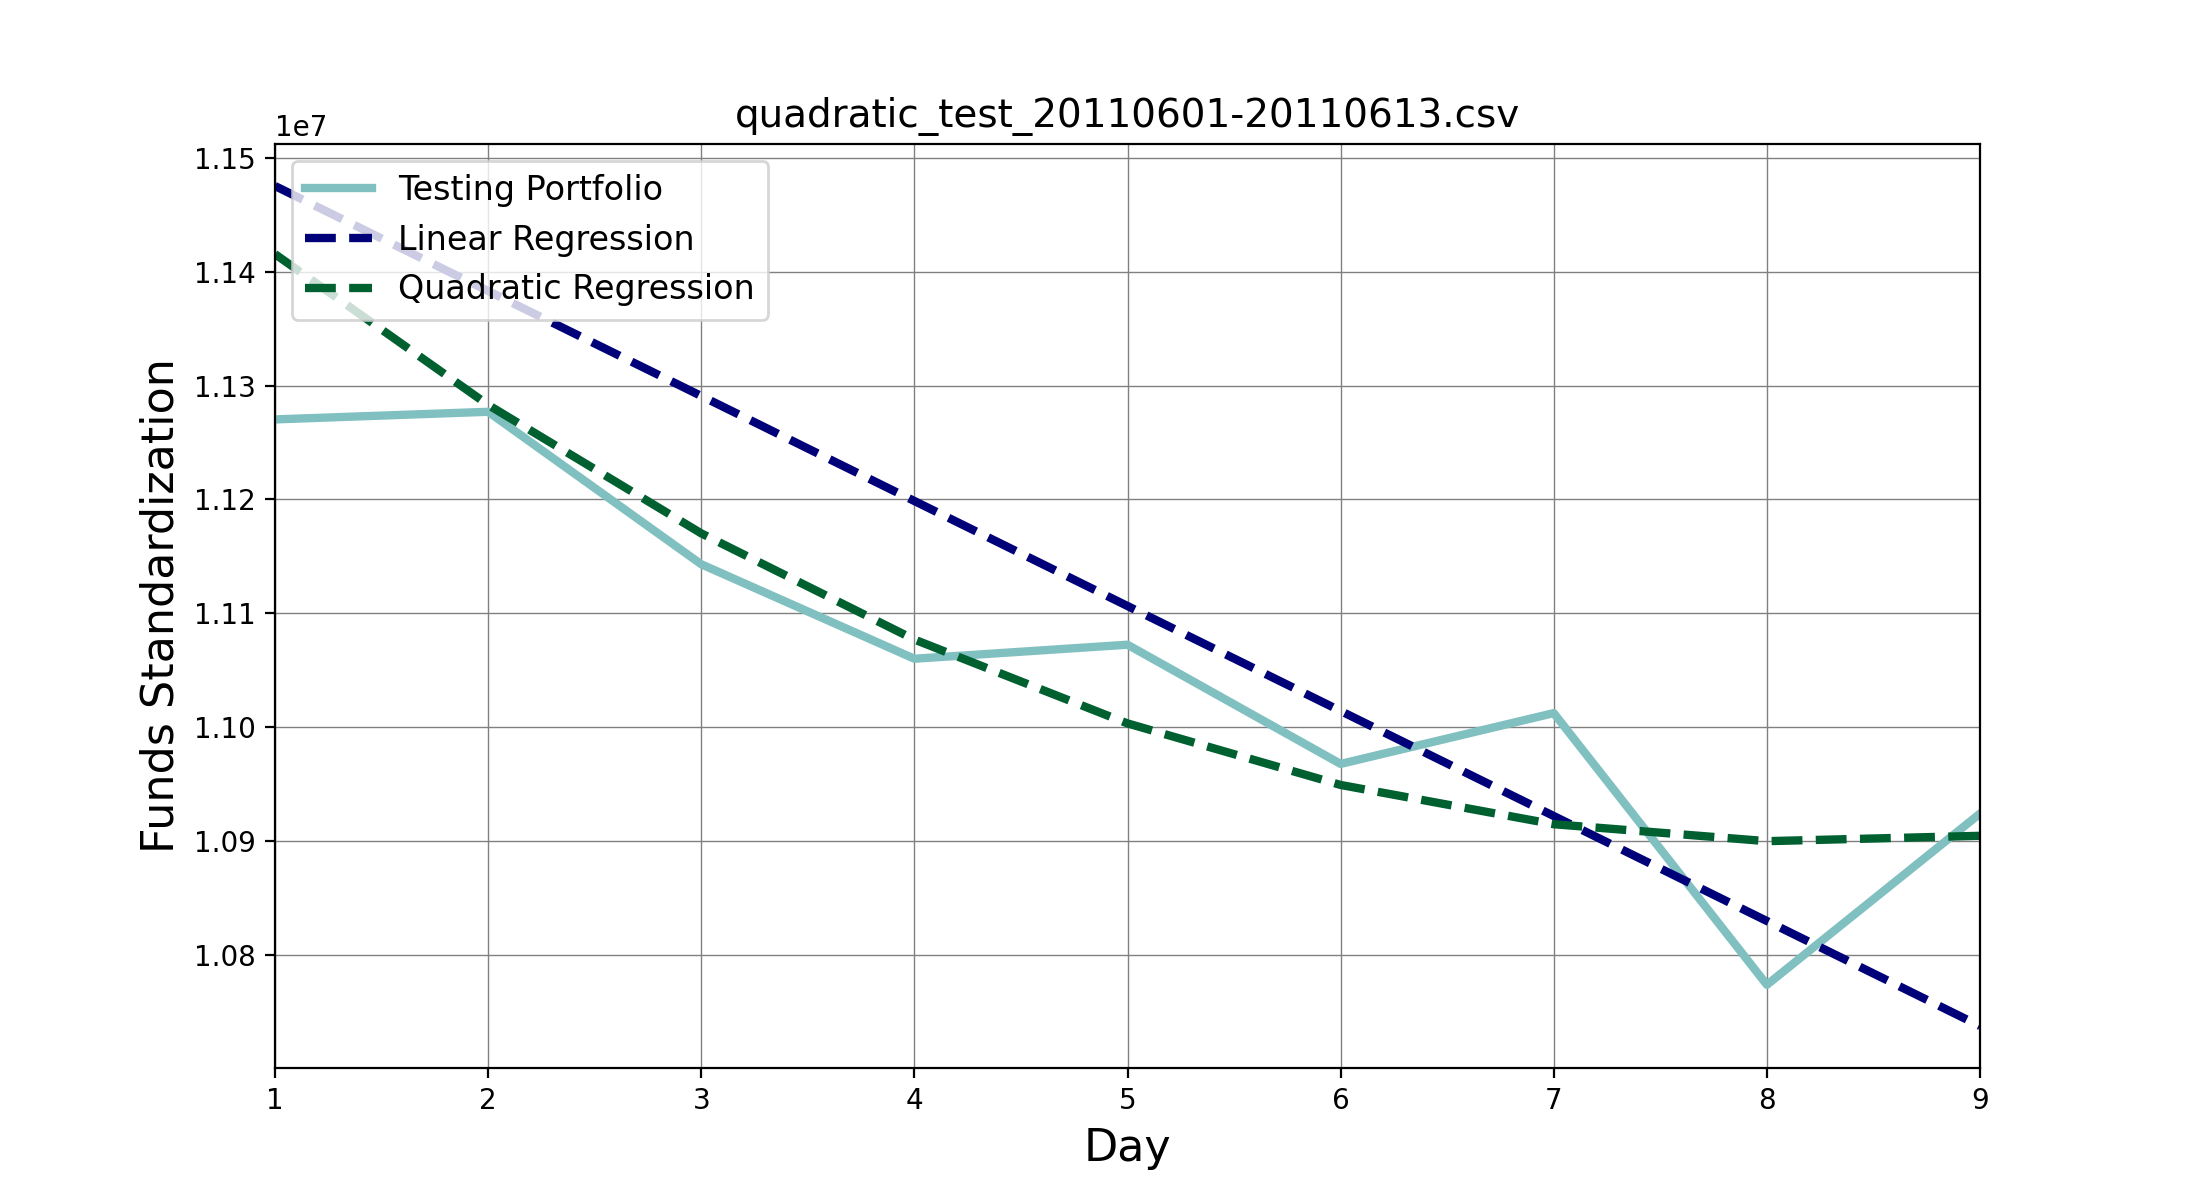 quadratic_test_20110601-20110613.csv
1e7
1.15
1.14
1.13
1.12
1.11
1.10
1.09
1.08
Funds Standardization
Testing Portfolio
Linear Regression
Quadratic Regression
1 2 3 4 5 6 7 8 9
Day